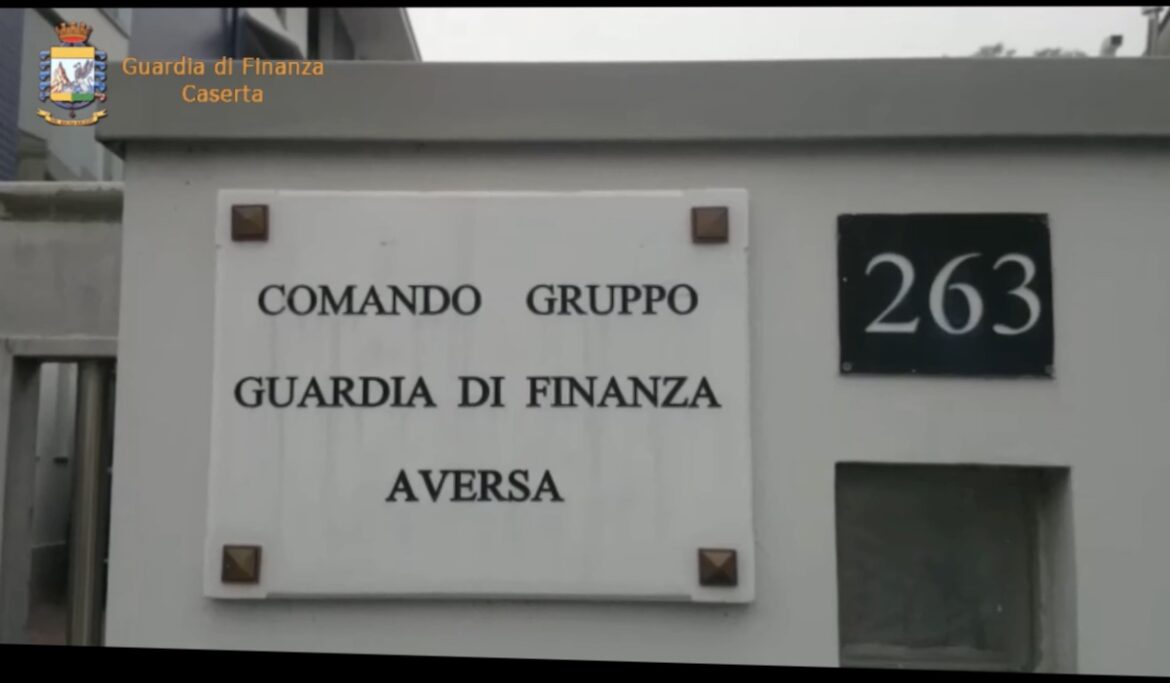 Guardia di Finanza
Caserta
COMANDO GRUPPO
GUARDIA DI FINANZA
AVERSA
263